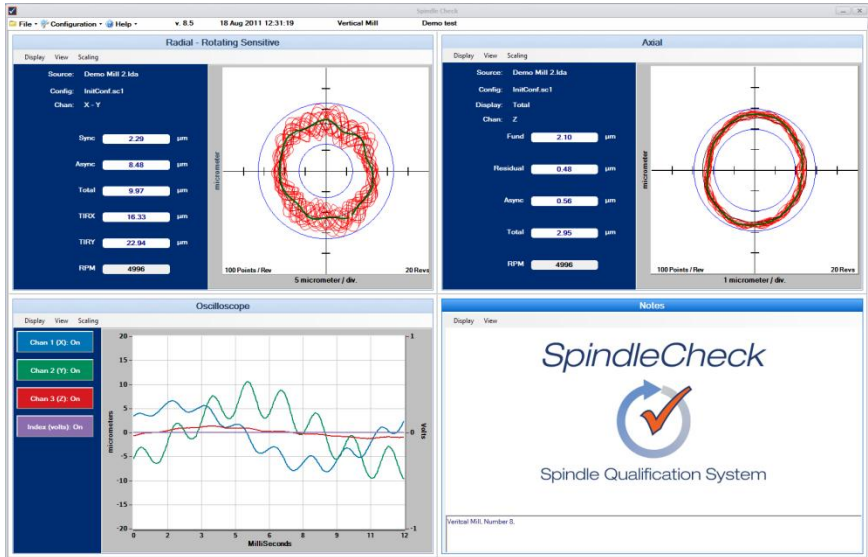 Spindle Check
File Configuration Help v. 8.5 18 Aug 2011 12:31:19 Vertical Mill Demo test
Radial - Rotating Sensitive
Display View Scaling
Source: Demo Mill 2.lda
Config: InitConf.sc1
Chan: X - Y
Sync 2.29 µm
Async 8.48 µm
Total 9.97 µm
TIRX 16.33 µm
TIRY 22.94 µm
RPM 4996
micrometer
100 Points / Rev 20 Revs
5 micrometer / div.
Axial
Display View Scaling
Source: Demo Mill 2.lda
Config: InitConf.sc1
Display: Total
Chan: Z
Fund 2.10 µm
Residual 0.48 µm
Async 0.56 µm
Total 2.95 µm
RPM 4996
micrometer
100 Points / Rev 20 Revs
1 micrometer / div.
Oscilloscope
Display View Scaling
Chan 1 (X): On
Chan 2 (Y): On
Chan 3 (Z): On
Index (volts): On
micrometers
20
15
10
5
0
-5
-10
-15
-20
0 2 3 5 6 8 9 11 12
MilliSeconds
1
0
-1
Volts
Notes
Display View
SpindleCheck
Spindle Qualification System
Veritcal Mill, Number 8,